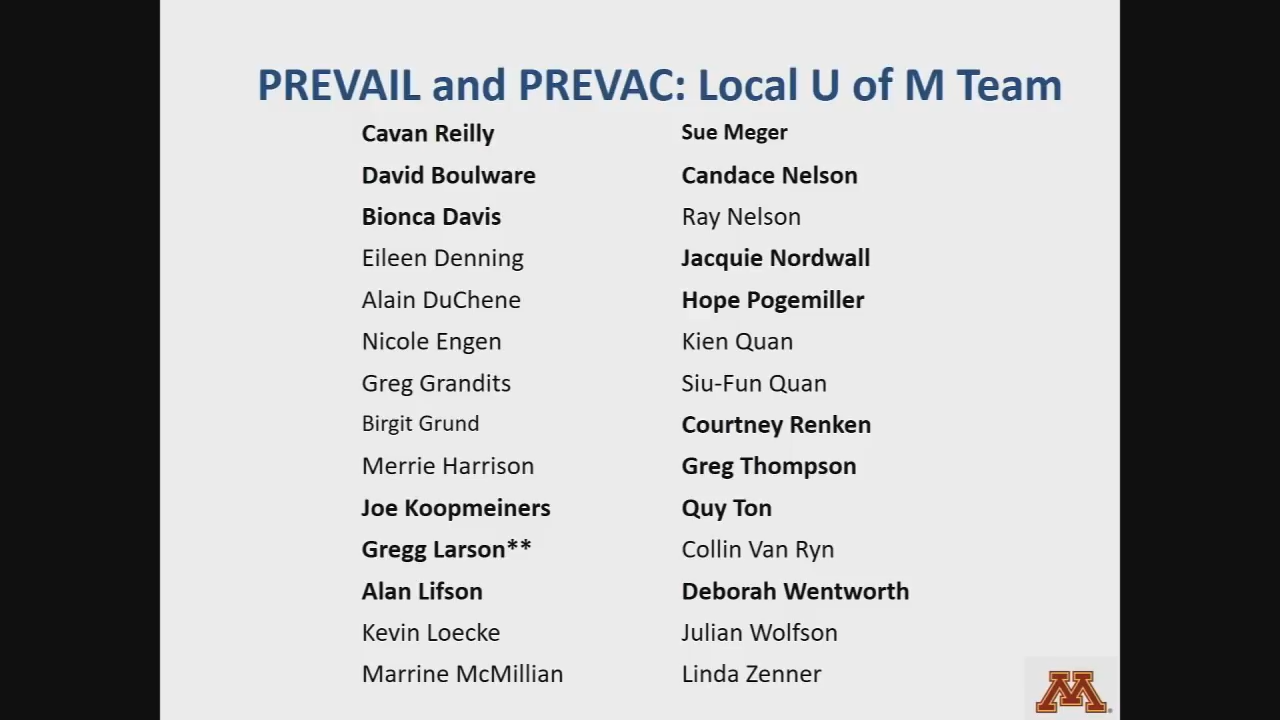 PREVAIL and PREVAC: Local U of M Team
Cavan Reilly
David Boulware
Bionca Davis
Eileen Denning
Alain DuChene
Nicole Engen
Greg Grandits
Birgit Grund
Merrie Harrison
Joe Koopmeiners
Gregg Larson**
Alan Lifson
Kevin Loecke
Marrine McMillian
Sue Meger
Candace Nelson
Ray Nelson
Jacquie Nordwall
Hope Pogemiller
Kien Quan
Siu-Fun Quan
Courtney Renken
Greg Thompson
Quy Ton
Collin Van Ryn
Deborah Wentworth
Julian Wolfson
Linda Zenner
M